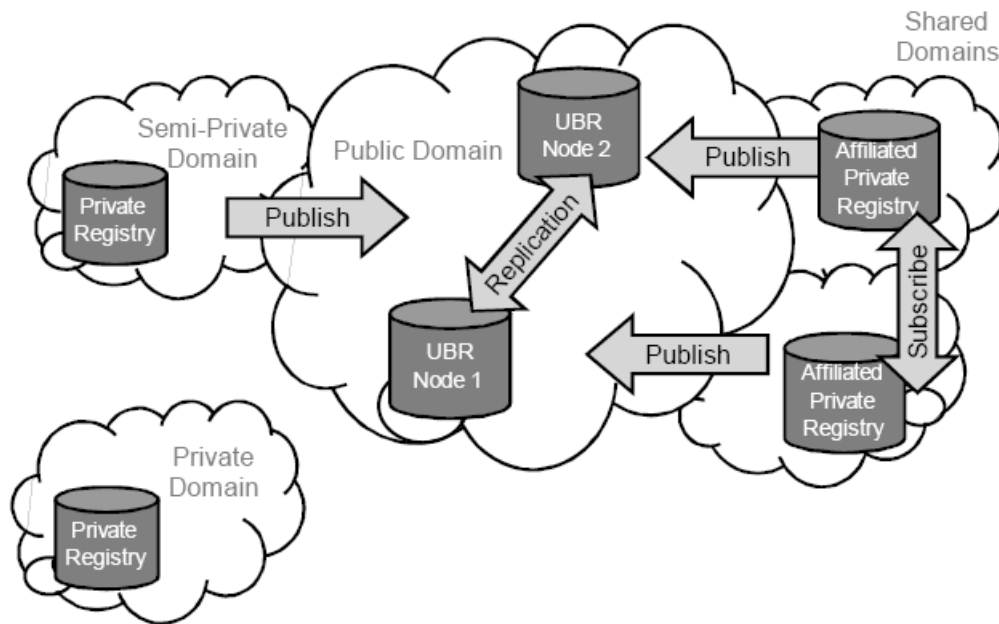 Shared
Domains
Semi-Private
Domain
Private
Registry
Publish
Public Domain
UBR
Node 2
Replication
UBR
Node 1
Publish
Affiliated
Private
Registry
Subscribe
Publish
Affiliated
Private
Registry
Private
Domain
Private
Registry